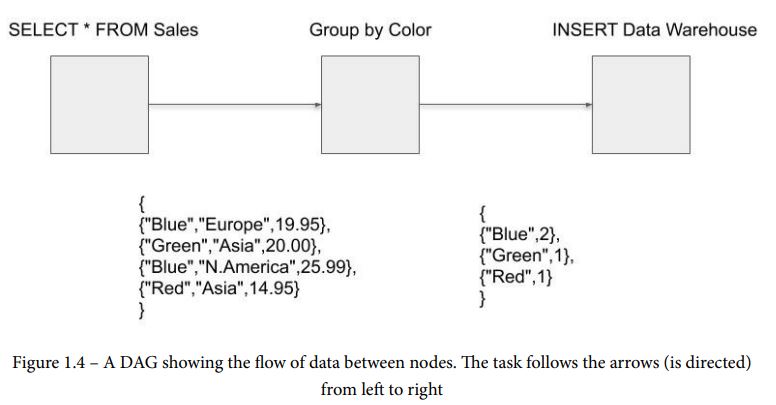 SELECT * FROM Sales
Group by Color
INSERT Data Warehouse
{
{"Blue","Europe",19.95},
{"Green","Asia",20.00},
{"Blue","N.America",25.99},
{"Red","Asia",14.95}
}
{
{"Blue",2},
{"Green",1},
{"Red",1}
}
Figure 1.4 – A DAG showing the flow of data between nodes. The task follows the arrows (is directed)
from left to right